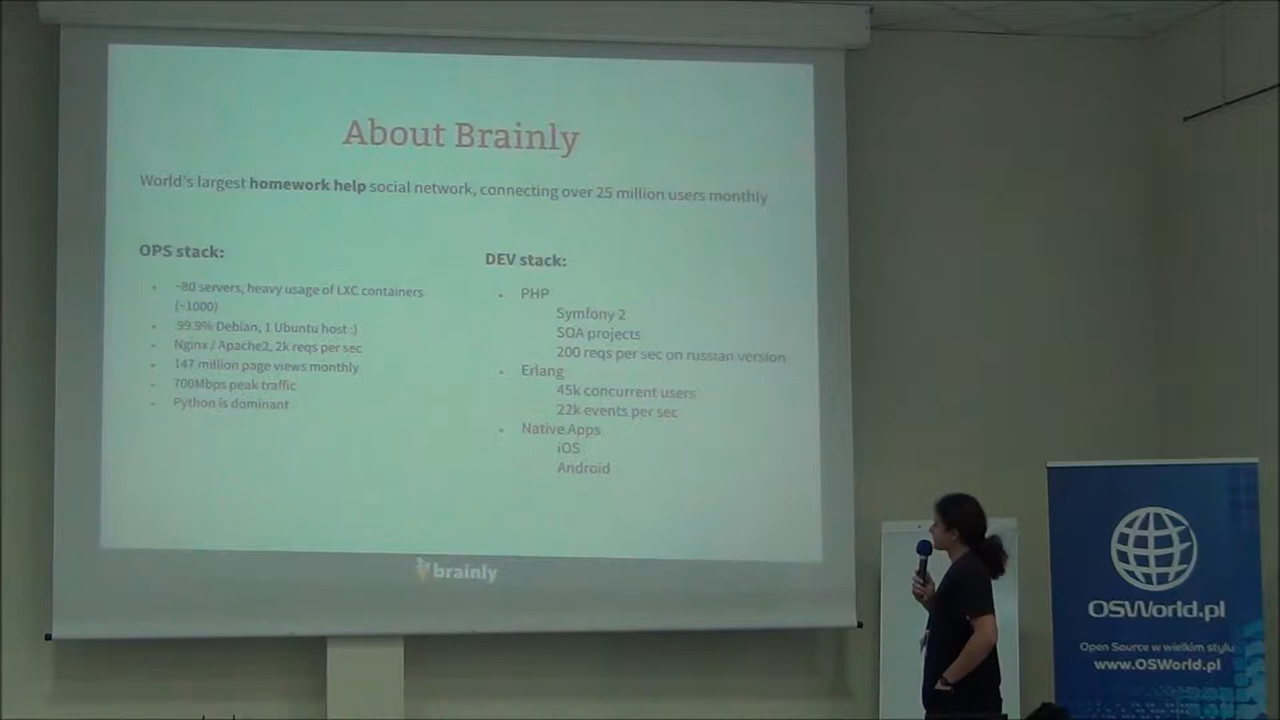 About Brainly
World's largest homework help social network, connecting over 25 million users monthly
OPS stack:
~80 servers, heavy usage of LXC containers
(~1000)
99.9% Debian, 1 Ubuntu host :)
Nginx / Apache2, 2k reqs per sec
147 million page views monthly
700Mbps peak traffic
Python is dominant
DEV stack:
PHP
Symfony 2
SOA projects
200 reqs per sec on russian version
Erlang
45k concurrent users
22k events per sec
Native Apps
iOS
Android
brainly
OSWorld.pl
Open Source w wielkim stylu
www.OSWorld.pl